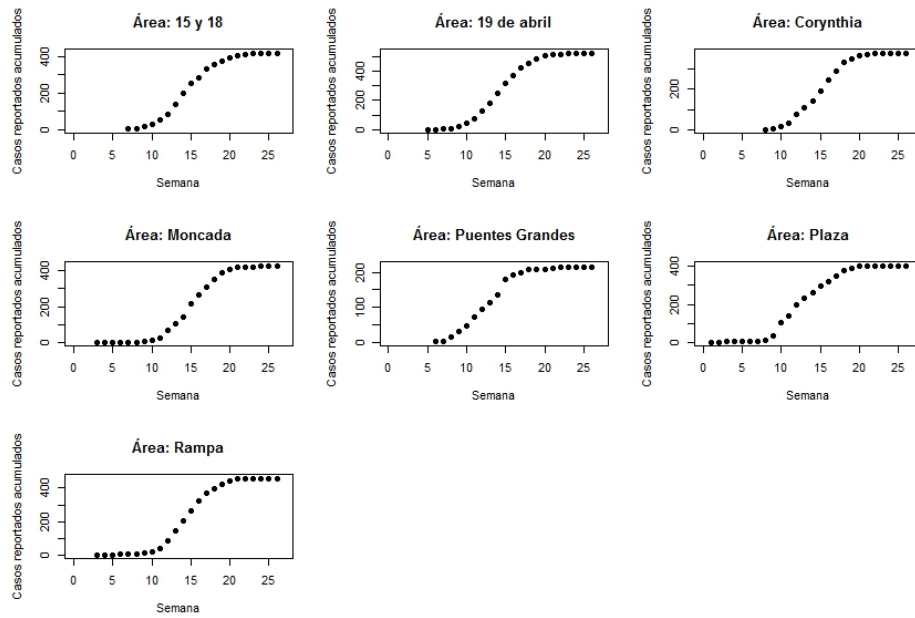 Área: 15 y 18
Casos reportados acumulados
0 200 400
0 5 10 15 20 25
Semana
Área: 19 de abril
Casos reportados acumulados
0 200 400
0 5 10 15 20 25
Semana
Área: Corynthia
Casos reportados acumulados
0 200
0 5 10 15 20 25
Semana
Área: Moncada
Casos reportados acumulados
0 200 400
0 5 10 15 20 25
Semana
Área: Puentes Grandes
Casos reportados acumulados
0 100 200
0 5 10 15 20 25
Semana
Área: Plaza
Casos reportados acumulados
0 200 400
0 5 10 15 20 25
Semana
Área: Rampa
Casos reportados acumulados
0 200 400
0 5 10 15 20 25
Semana